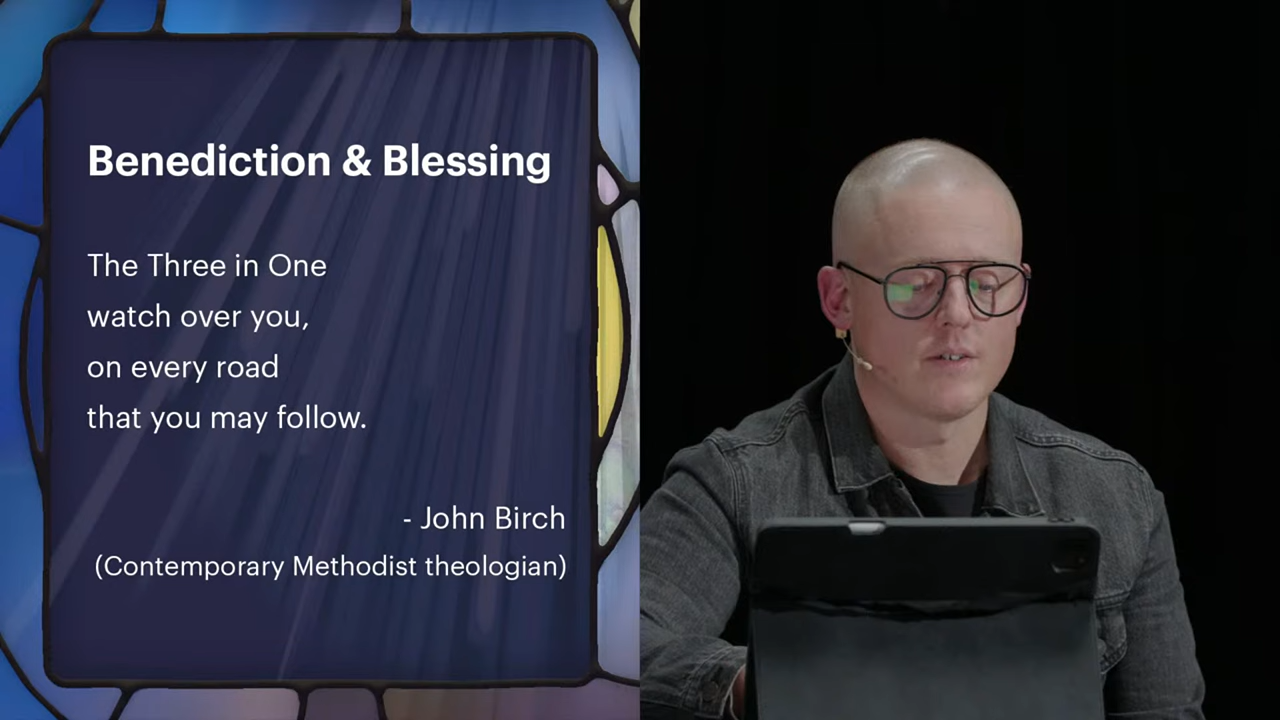 Benediction & Blessing
The Three in One
watch over you,
on every road
that you may follow.
- John Birch
(Contemporary Methodist theologian)